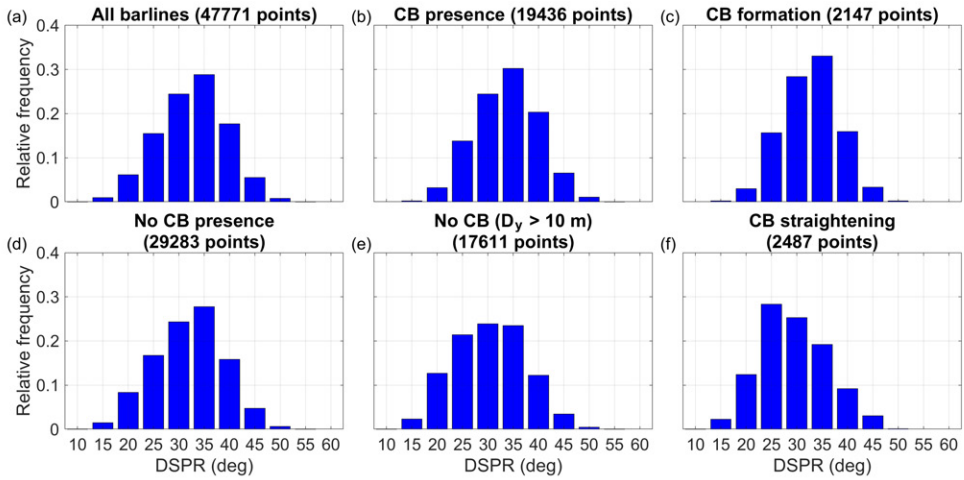 (a) All barlines (47771 points)
(b) CB presence (19436 points)
(c) CB formation (2147 points)
Relative frequency
0.4
0.3
0.2
0.1
0
(d) No CB presence
(29283 points)
(e) No CB (Dy > 10 m)
(17611 points)
(f) CB straightening
(2487 points)
Relative frequency
0.4
0.3
0.2
0.1
0
10 15 20 25 30 35 40 45 50 55 60
DSPR (deg)
10 15 20 25 30 35 40 45 50 55 60
DSPR (deg)
10 15 20 25 30 35 40 45 50 55 60
DSPR (deg)